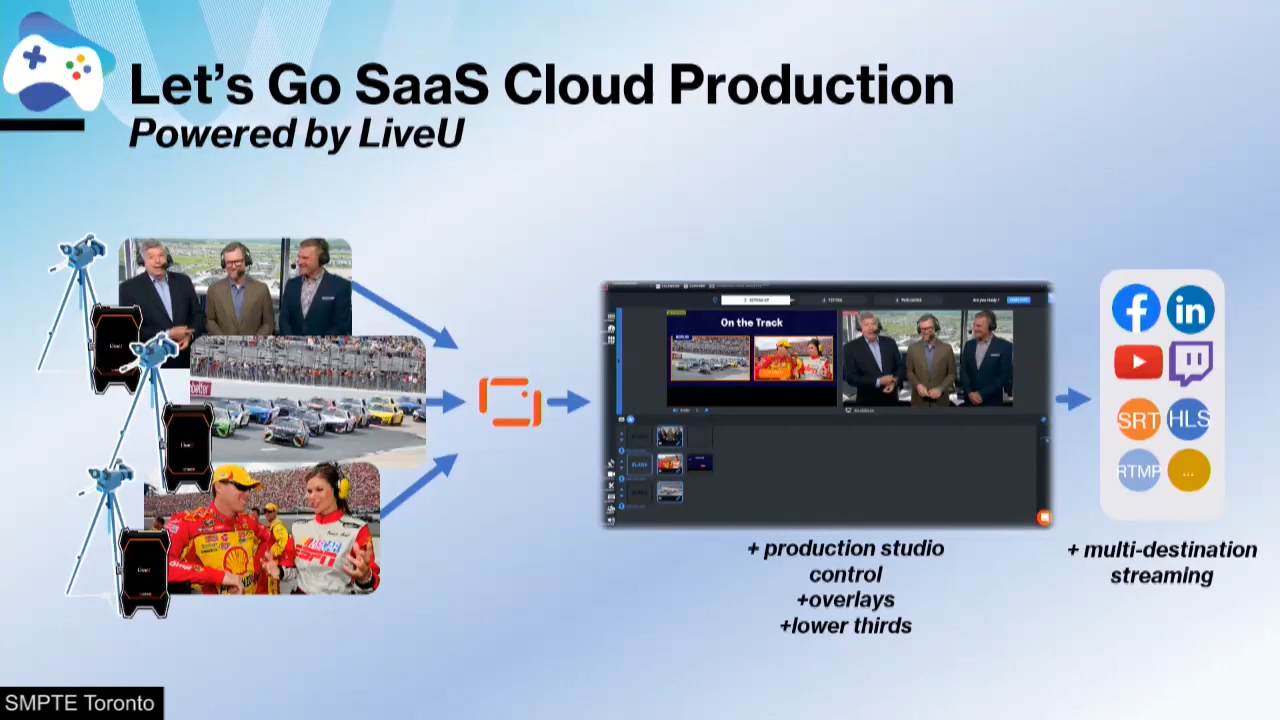 Let's Go SaaS Cloud Production
Powered by LiveU
On the Track
+ production studio
control
+overlays
+lower thirds
SRT
HLS
RTMP
...
+ multi-destination
streaming
SMPTE Toronto